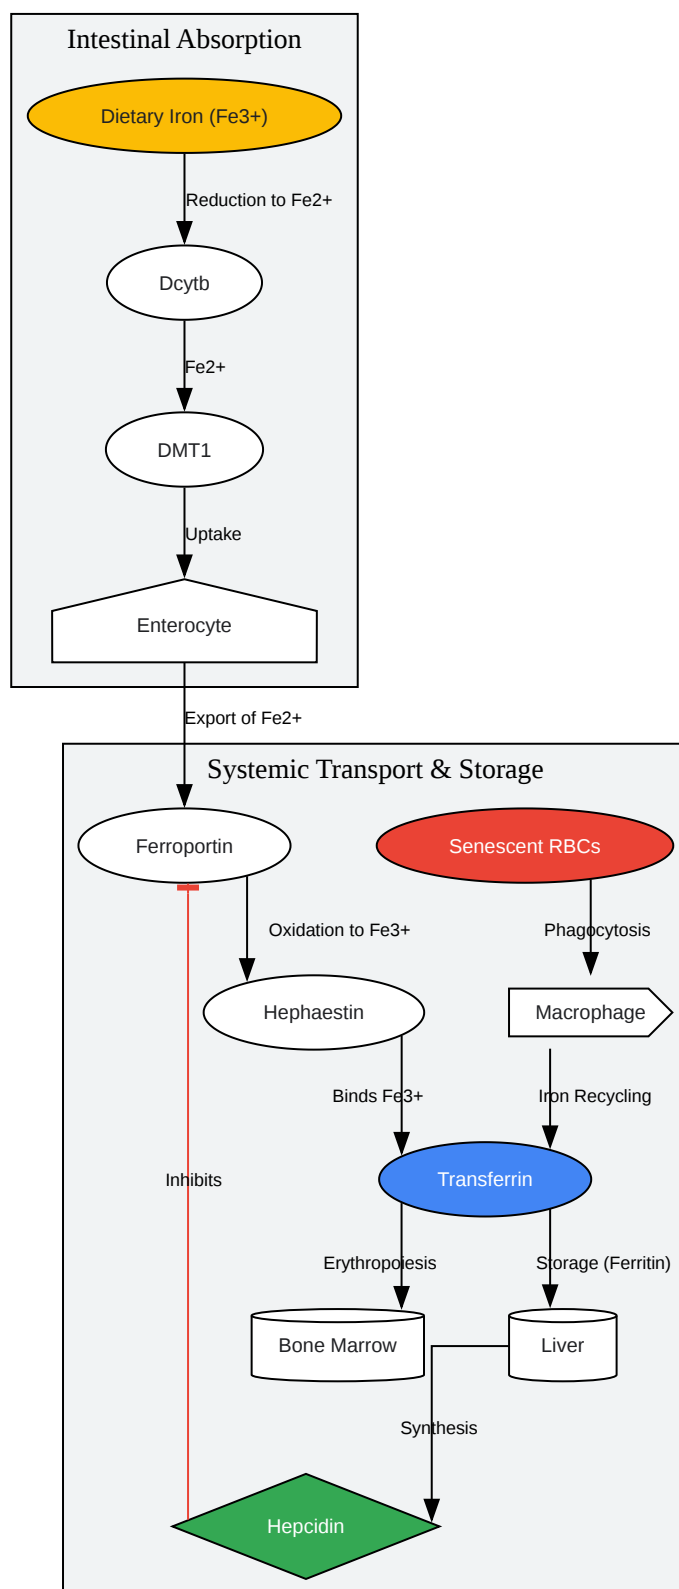 Intestinal Absorption
Dietary Iron (Fe3+)
Reduction to Fe2+
Dcytb
Fe2+
DMT1
Uptake
Enterocyte
Export of Fe2+
Systemic Transport & Storage
Ferroportin
Senescent RBCs
Oxidation to Fe3+
Phagocytosis
Hephaestin
Macrophage
Binds Fe3+
Iron Recycling
Inhibits
Transferrin
Erythropoiesis
Storage (Ferritin)
Bone Marrow
Liver
Synthesis
Hepcidin